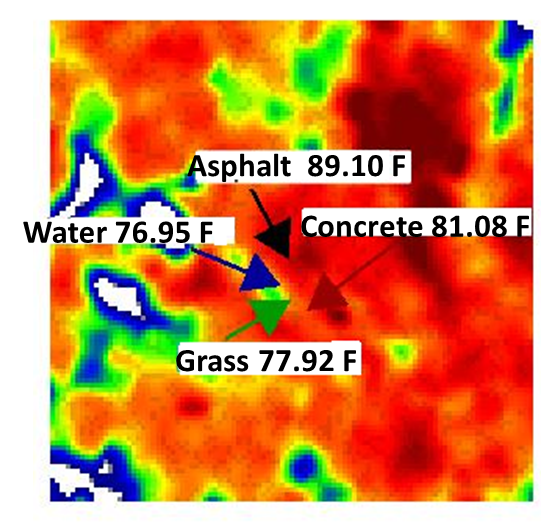 Asphalt 89.10 F
Water 76.95 F
Concrete 81.08 F
Grass 77.92 F